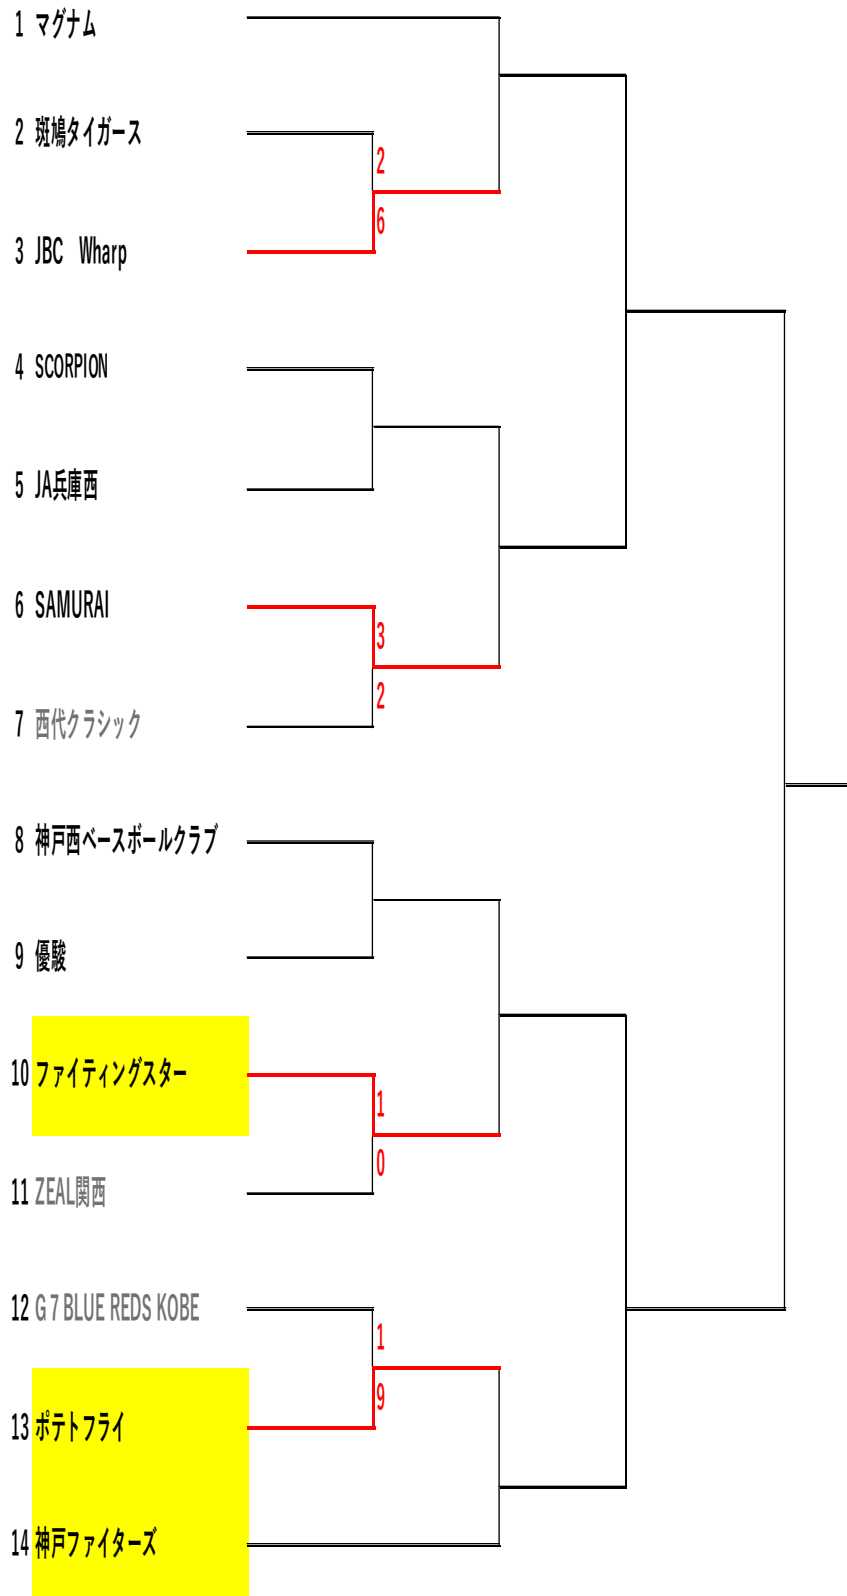 1 マグナム
2 斑鳩タイガース
2
6
3 JBC　Wharp
4 SCORPION
5 JA兵庫西
6 SAMURAI
3
2
7 西代クラシック
8 神戸西ベースボールクラブ
9 優駿
10 ファイティングスター
1
0
11 ZEAL関西
12 G７BLUE REDS KOBE
1
9
13 ポテトフライ
14 神戸ファイターズ